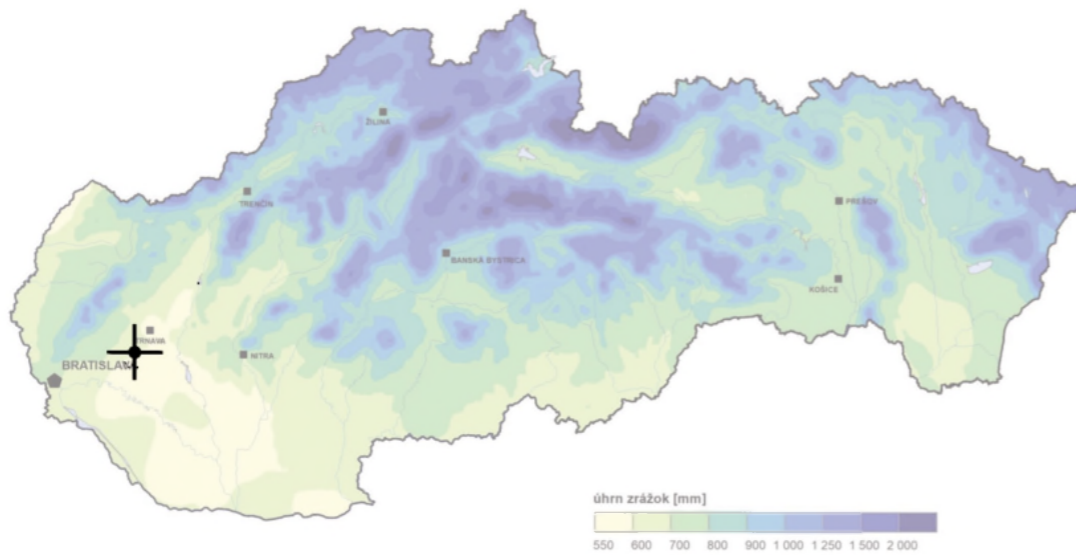 ŽILINA
TRENČÍN
PREŠOV
BANSKÁ BYSTRICA
KOŠICE
TRNAVA
NITRA
BRATISLAVA
úhrn zrážok [mm]
550 600 700 800 900 1 000 1 250 1 500 2 000